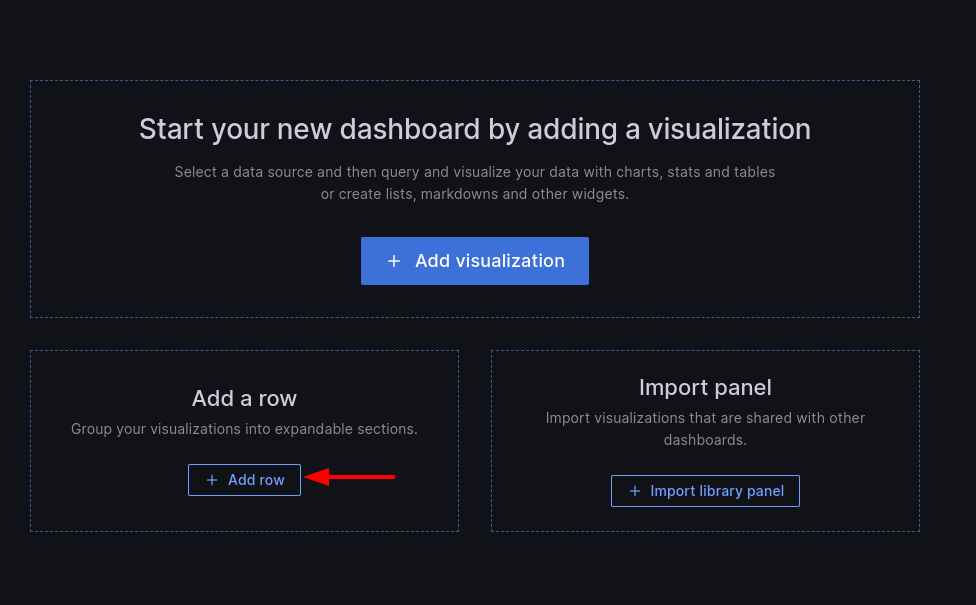 Start your new dashboard by adding a visualization
Select a data source and then query and visualize your data with charts, stats and tables
or create lists, markdowns and other widgets.
+ Add visualization
Add a row
Group your visualizations into expandable sections.
+ Add row
Import panel
Import visualizations that are shared with other
dashboards.
+ Import library panel